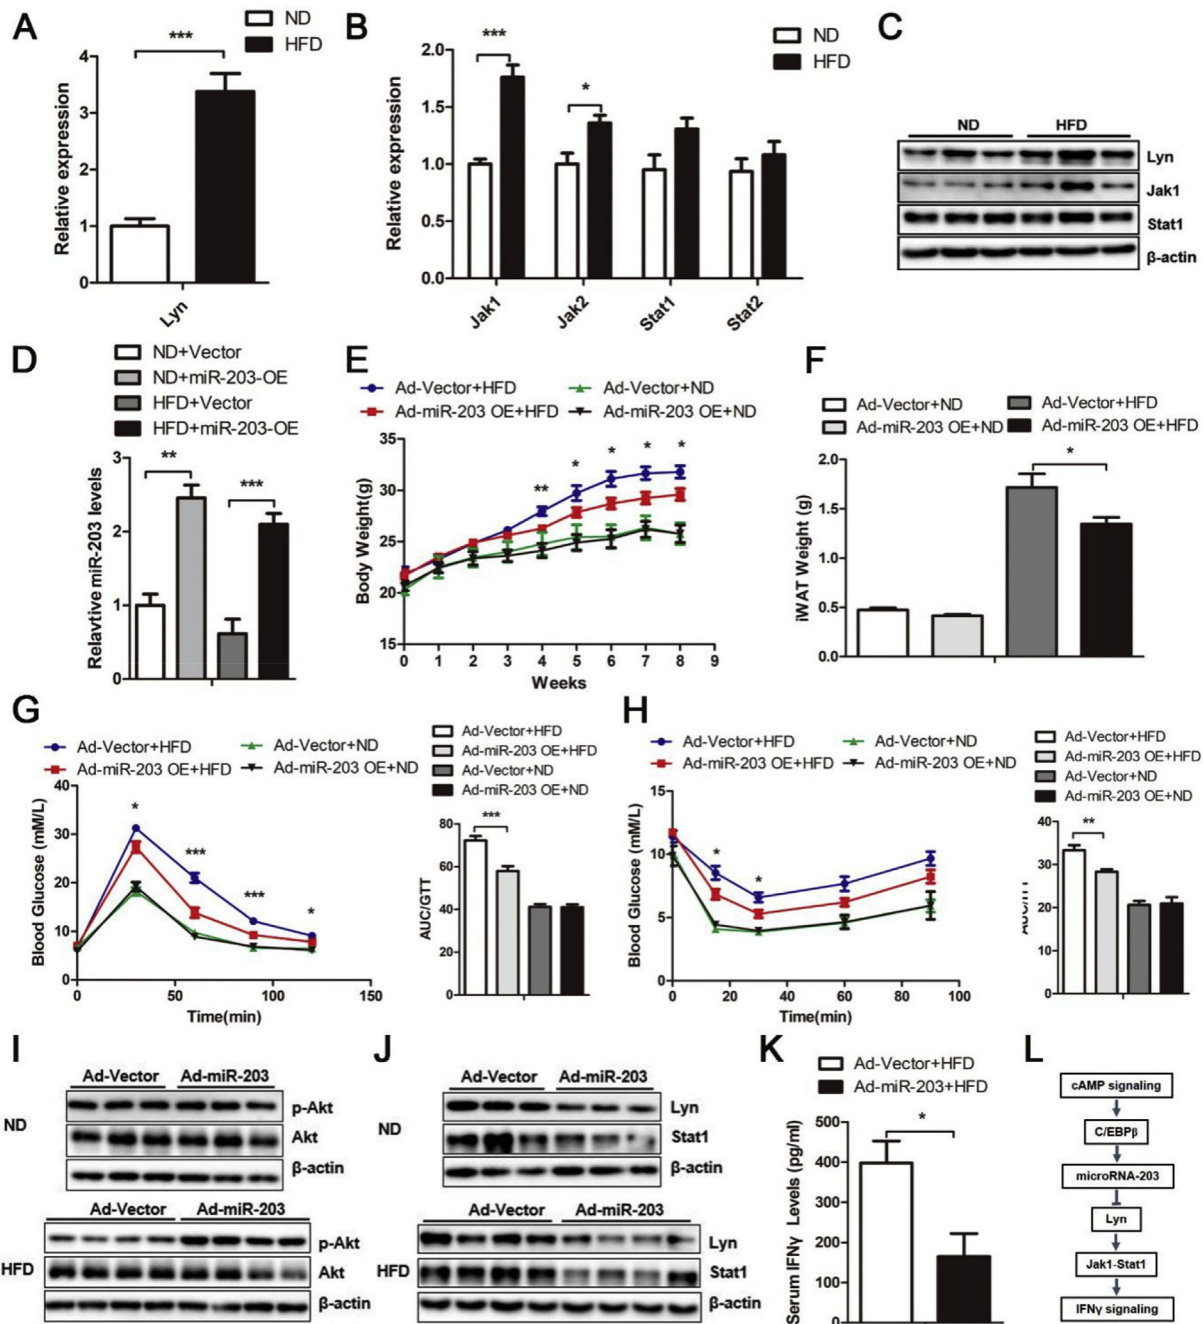 A
ND
HFD
***
Relative expression
4
3
2
1
0
Lyn
B
ND
HFD
***
*
Relative expression
2.0
1.5
1.0
0.5
0.0
Jak1
Jak2
Stat1
Stat2
C
ND HFD
Lyn
Jak1
Stat1
β-actin
D
ND+Vector
ND+miR-203-OE
HFD+Vector
HFD+miR-203-OE
** ***
Relavtive miR-203 levels
3
2
1
0
E
Ad-Vector+HFD Ad-Vector+ND
Ad-miR-203 OE+HFD Ad-miR-203 OE+ND
Body Weight(g)
35
30
25
20
15
** * * * *
0 1 2 3 4 5 6 7 8 9
Weeks
F
Ad-Vector+ND Ad-Vector+HFD
Ad-miR-203 OE+ND Ad-miR-203 OE+HFD
*
iWAT Weight (g)
2.0
1.5
1.0
0.5
0.0
G
Ad-Vector+HFD Ad-Vector+ND
Ad-miR-203 OE+HFD Ad-miR-203 OE+ND
Blood Glucose (mM/L)
40
30
20
10
0
* *** *** *
0 50 100 150
Time(min)
Ad-Vector+HFD
Ad-miR-203 OE+HFD
Ad-Vector+ND
Ad-miR-203 OE+ND
***
AUC/GTT
80
60
40
20
0
H
Ad-Vector+HFD Ad-Vector+ND
Ad-miR-203 OE+HFD Ad-miR-203 OE+ND
Blood Glucose (mM/L)
15
10
5
0
* *
0 20 40 60 80 100
Time(min)
Ad-Vector+HFD
Ad-miR-203 OE+HFD
Ad-Vector+ND
Ad-miR-203 OE+ND
**
40
30
20
10
0
I
Ad-Vector Ad-miR-203
ND
p-Akt
Akt
β-actin
Ad-Vector Ad-miR-203
HFD
p-Akt
Akt
β-actin
J
Ad-Vector Ad-miR-203
ND
Lyn
Stat1
β-actin
Ad-Vector Ad-miR-203
HFD
Lyn
Stat1
β-actin
K
Ad-Vector+HFD
Ad-miR-203+HFD
*
Serum IFNγ Levels (pg/ml)
500
400
300
200
100
0
L
cAMP signaling
C/EBPβ
microRNA-203
Lyn
Jak1-Stat1
IFNγ signaling